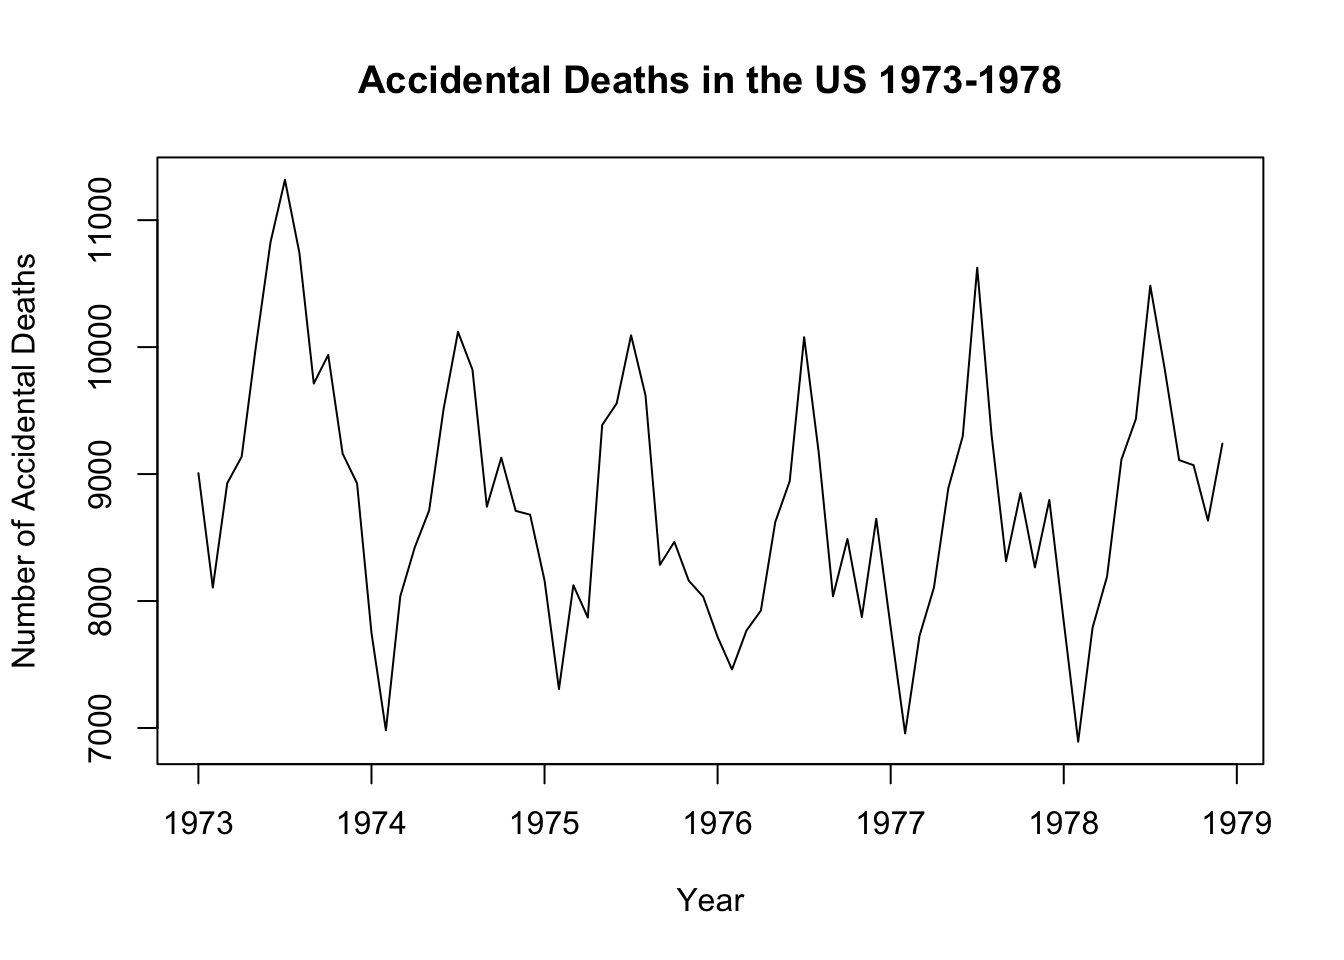 Accidental Deaths in the US 1973-1978
Number of Accidental Deaths
11000
10000
9000
8000
7000
1973 1974 1975 1976 1977 1978 1979
Year